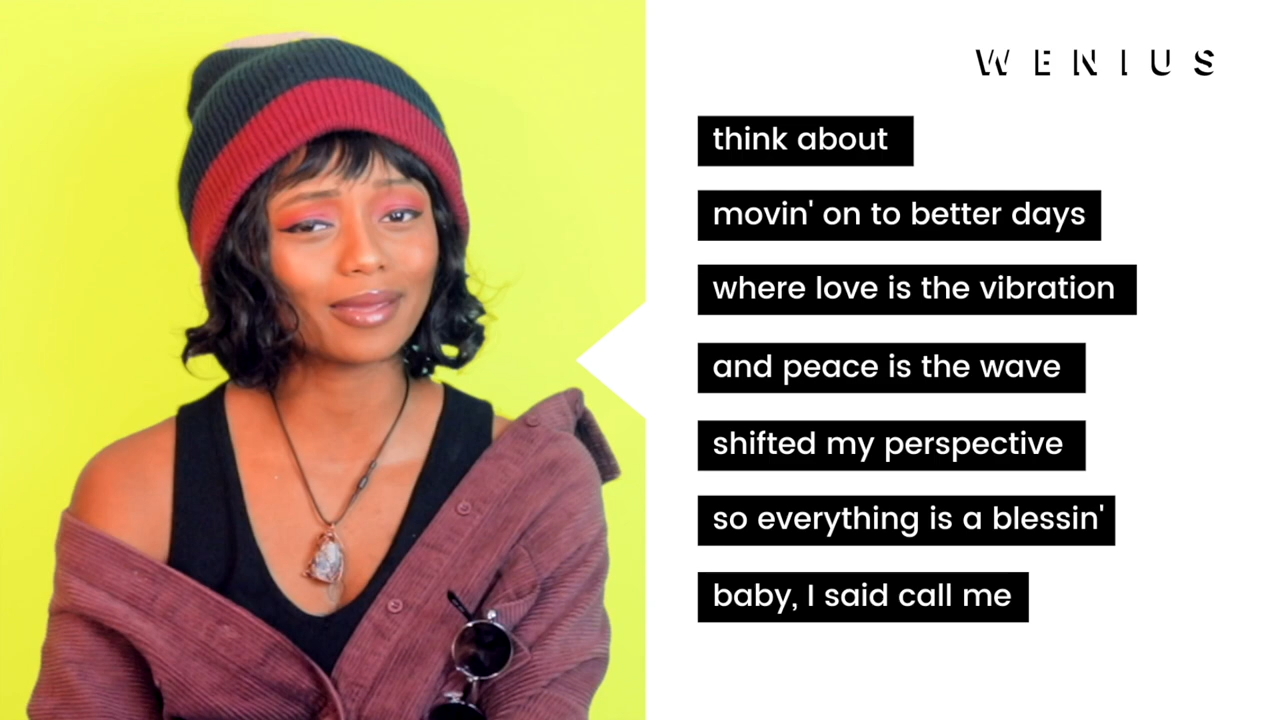 WENIUS
think about
movin' on to better days
where love is the vibration
and peace is the wave
shifted my perspective
so everything is a blessin'
baby, I said call me